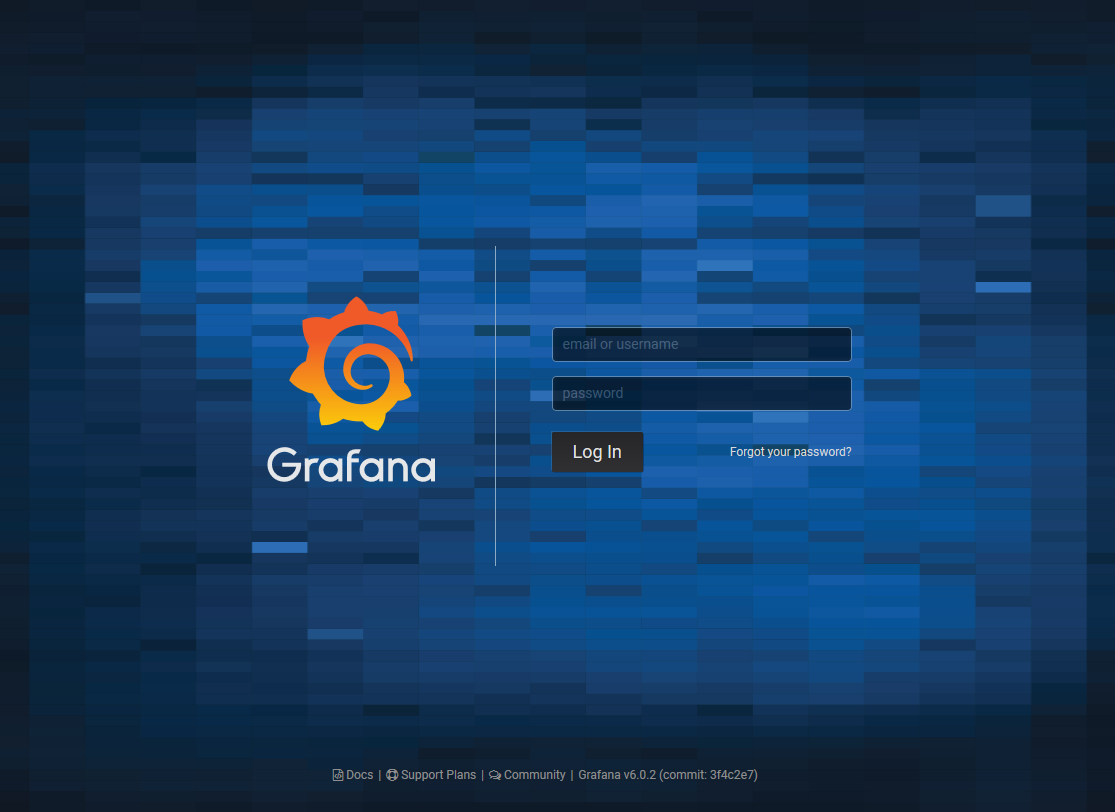 email or username
password
Log In Forgot your password?
Grafana
Docs | Support Plans | Community | Grafana v6.0.2 (commit: 3f4c2e7)